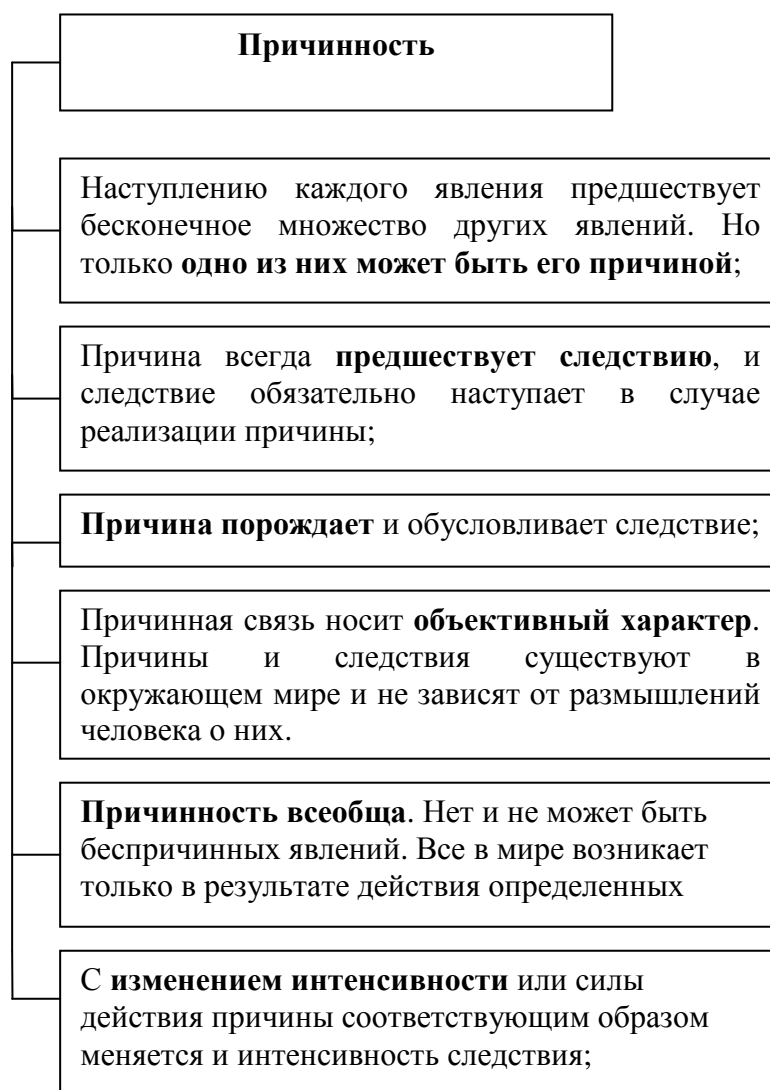 Причинность
Наступлению каждого явления предшествует
бесконечное множество других явлений. Но
только одно из них может быть его причиной;
Причина всегда предшествует следствию, и
следствие обязательно наступает в случае
реализации причины;
Причина порождает и обусловливает следствие;
Причинная связь носит объективный характер.
Причины и следствия существуют в
окружающем мире и не зависят от размышлений
человека о них.
Причинность всеобща. Нет и не может быть
беспричинных явлений. Все в мире возникает
только в результате действия определенных
С изменением интенсивности или силы
действия причины соответствующим образом
меняется и интенсивность следствия;